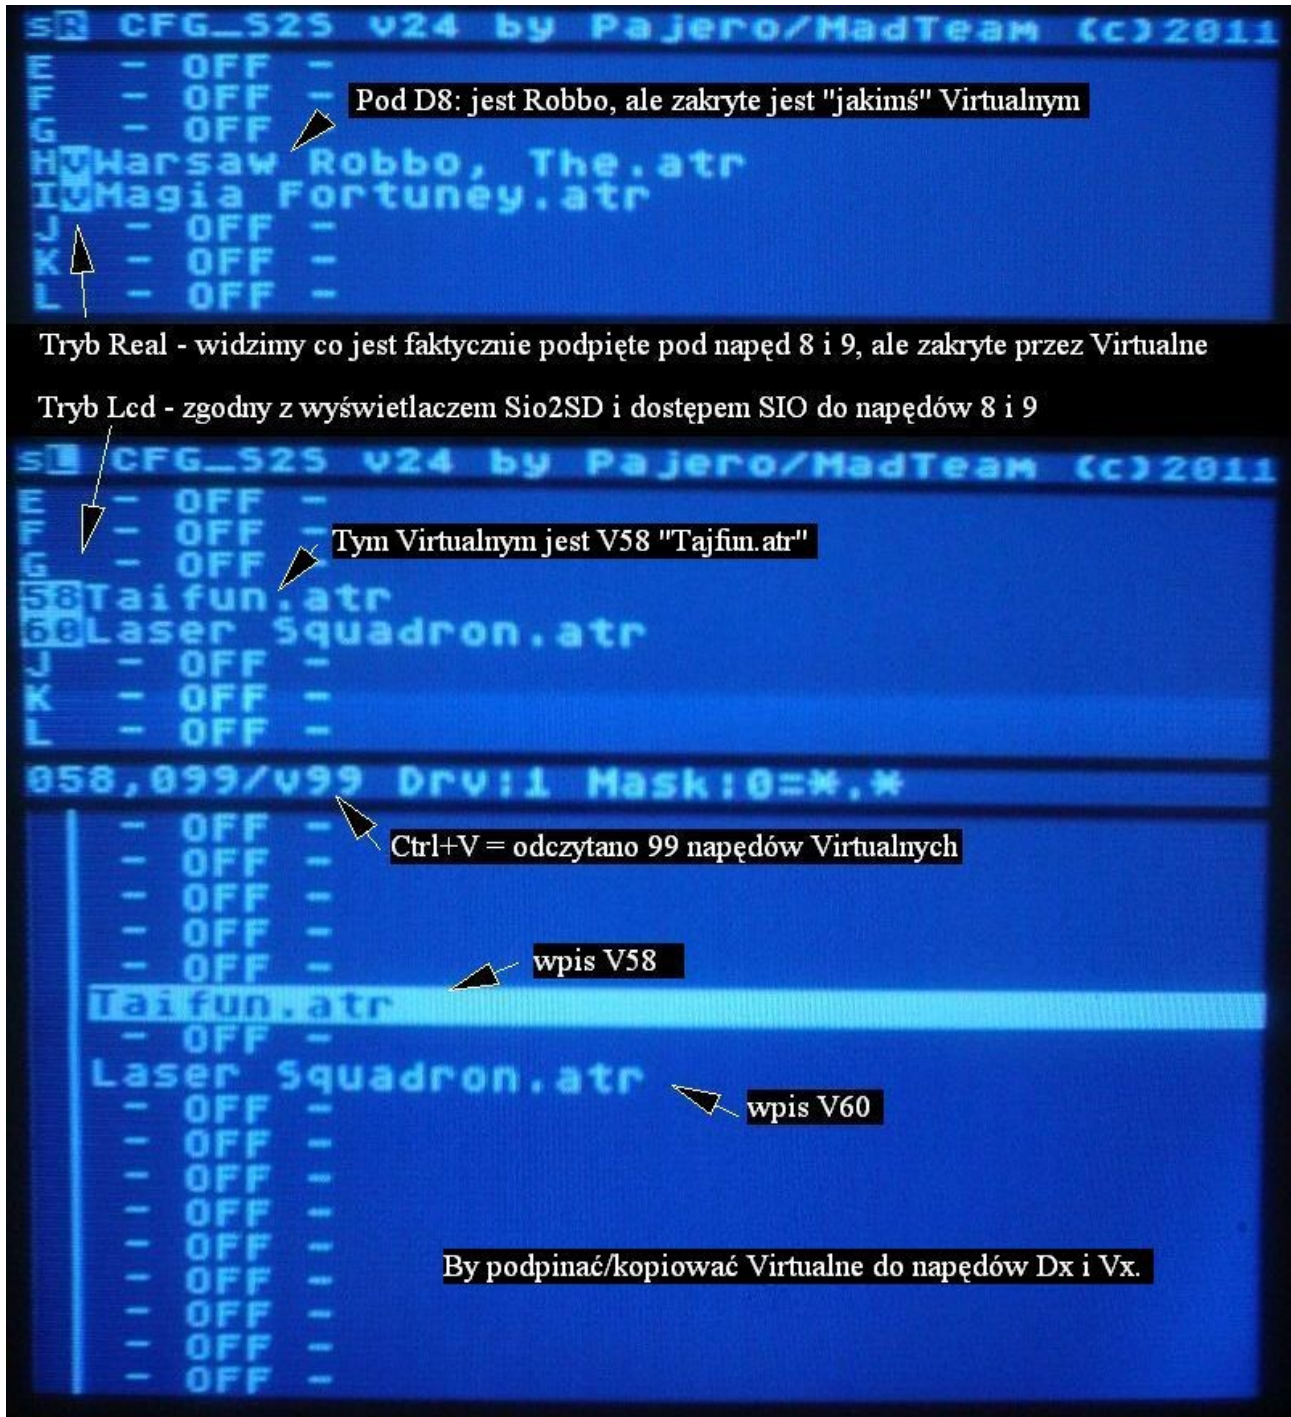 sR CFG_S2S v24 by Pajero/MadTeam (c)2011
E - OFF -
F - OFF -
Pod D8: jest Robbo, ale zakryte jest "jakimś" Virtualnym
G - OFF -
HvWarsaw Robbo, The.atr
IvMagia Fortuney.atr
J - OFF -
K - OFF -
L - OFF -
Tryb Real - widzimy co jest faktycznie podpięte pod napęd 8 i 9, ale zakryte przez Virtualne
Tryb Lcd - zgodny z wyświetlaczem Sio2SD i dostępem SIO do napędów 8 i 9
sL CFG_S2S v24 by Pajero/MadTeam (c)2011
E - OFF -
F - OFF -
Tym Virtualnym jest V58 "Tajfun.atr"
G - OFF -
58Taifun.atr
60Laser Squadron.atr
J - OFF -
K - OFF -
L - OFF -
058,099/v99 Drv:1 Mask:0=*.*
- OFF -
Ctrl+V = odczytano 99 napędów Virtualnych
- OFF -
- OFF -
- OFF -
- OFF -
wpis V58
Taifun.atr
- OFF -
Laser Squadron.atr
wpis V60
- OFF -
- OFF -
- OFF -
- OFF -
- OFF -
By podpinać/kopiować Virtualne do napędów Dx i Vx.
- OFF -
- OFF -
- OFF -
- OFF -